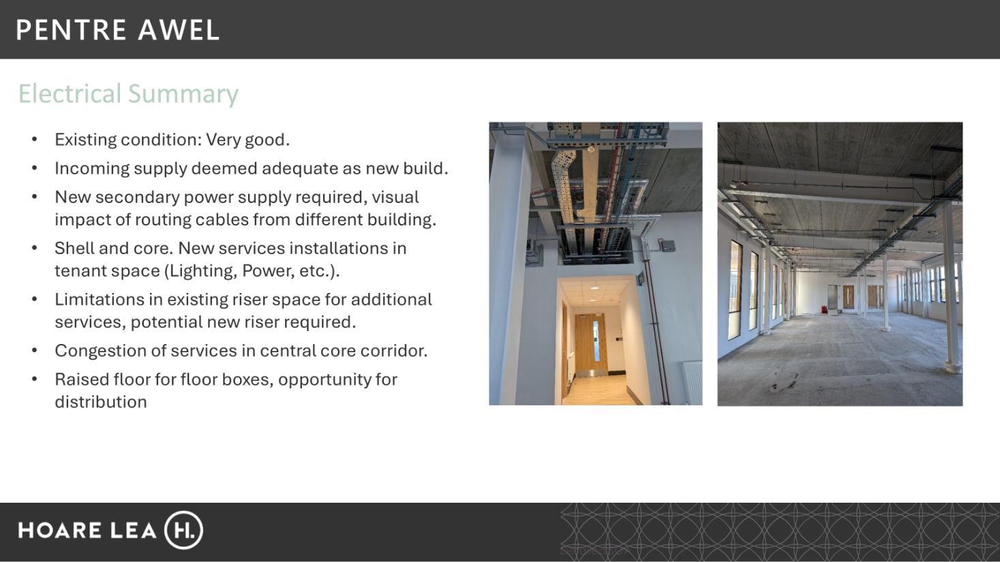 PENTRE AWEL
Electrical Summary
• Existing condition: Very good.
• Incoming supply deemed adequate as new build.
• New secondary power supply required, visual
impact of routing cables from different building.
• Shell and core. New services installations in
tenant space (Lighting, Power, etc.).
• Limitations in existing riser space for additional
services, potential new riser required.
• Congestion of services in central core corridor.
• Raised floor for floor boxes, opportunity for
distribution
HOARE LEA H.